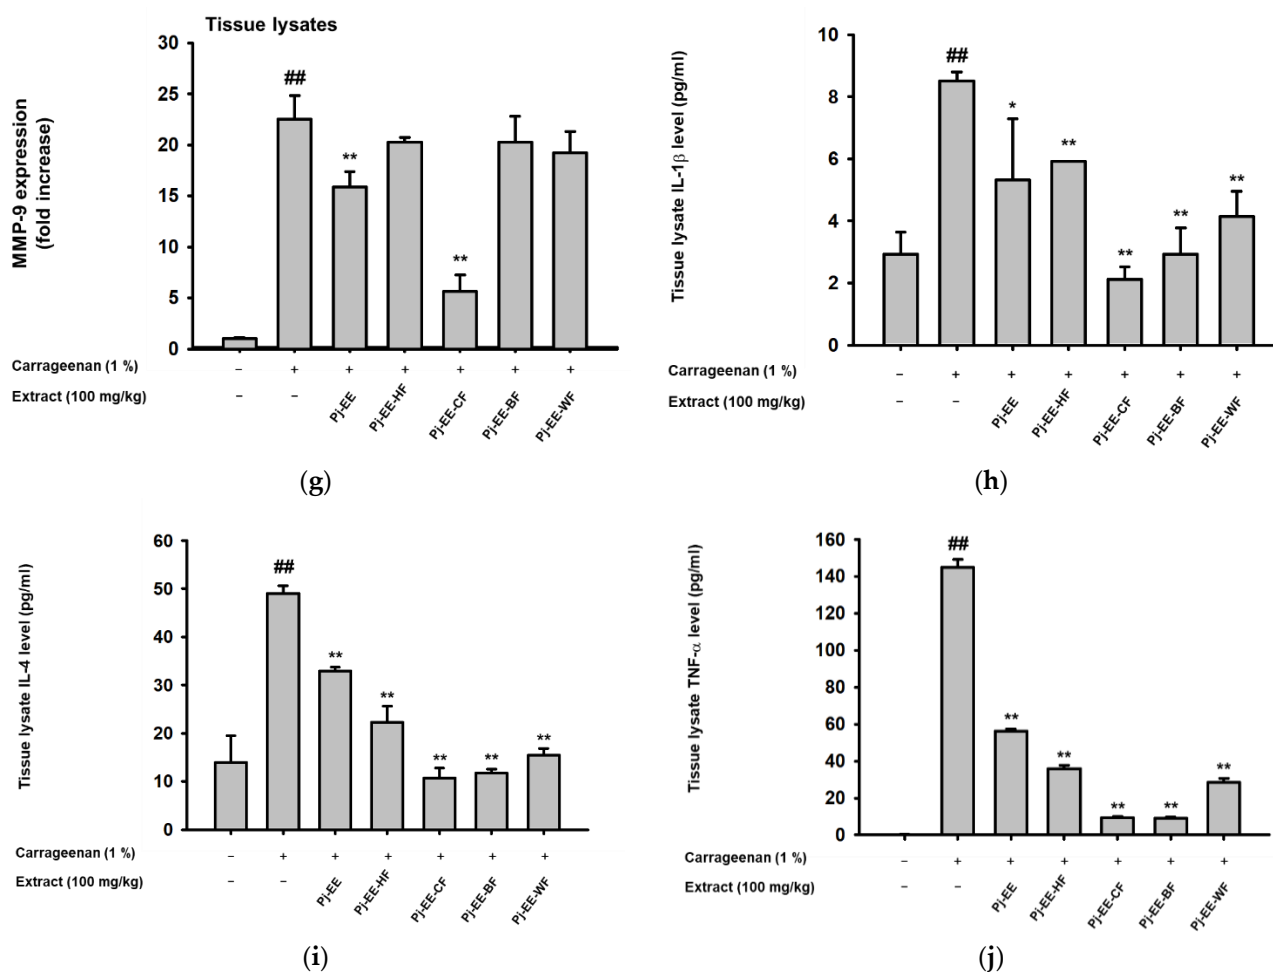 Tissue lysates
MMP-9 expression
(fold increase)
30
25
20
15
10
5
0
##
**
**
Carrageenan (1 %)
– + + + + + +
Extract (100 mg/kg)
– – Pj-EE Pj-EE-HF Pj-EE-CF Pj-EE-BF Pj-EE-WF
(g)
Tissue lysate IL-1β level (pg/ml)
10
8
6
4
2
0
##
*
**
**
**
**
Carrageenan (1 %)
– + + + + + +
Extract (100 mg/kg)
– – Pj-EE Pj-EE-HF Pj-EE-CF Pj-EE-BF Pj-EE-WF
(h)
Tissue lysate IL-4 level (pg/ml)
60
50
40
30
20
10
0
##
**
**
**
**
**
Carrageenan (1 %)
– + + + + + +
Extract (100 mg/kg)
– – Pj-EE Pj-EE-HF Pj-EE-CF Pj-EE-BF Pj-EE-WF
(i)
Tissue lysate TNF-α level (pg/ml)
160
140
120
100
80
60
40
20
0
##
**
**
**
**
**
Carrageenan (1 %)
– + + + + + +
Extract (100 mg/kg)
– – Pj-EE Pj-EE-HF Pj-EE-CF Pj-EE-BF Pj-EE-WF
(j)